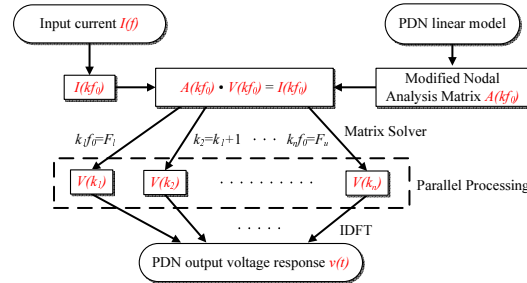 Input current I(f)
PDN linear model
I(kf₀)
A(kf₀) • V(kf₀) = I(kf₀)
Modified Nodal
Analysis Matrix A(kf₀)
k₁f₀=Fₗ
k₂=k₁+1
· · ·
kₙf₀=Fᵤ
Matrix Solver
V(k₁)
V(k₂)
· · · · · · · · · ·
V(kₙ)
Parallel Processing
· · · · ·
IDFT
PDN output voltage response v(t)